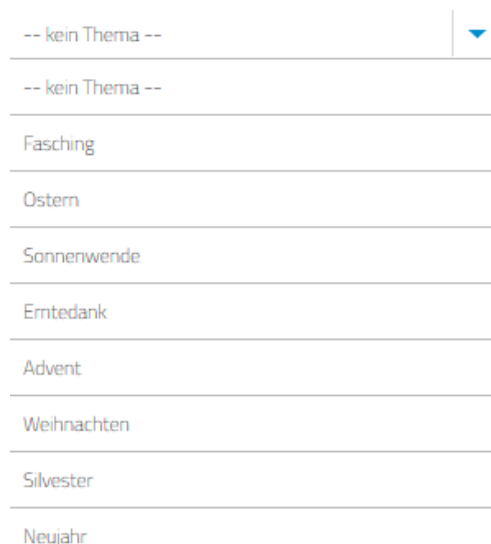 -- kein Thema --
-- kein Thema --
Fasching
Ostern
Sonnenwende
Erntedank
Advent
Weihnachten
Silvester
Neujahr